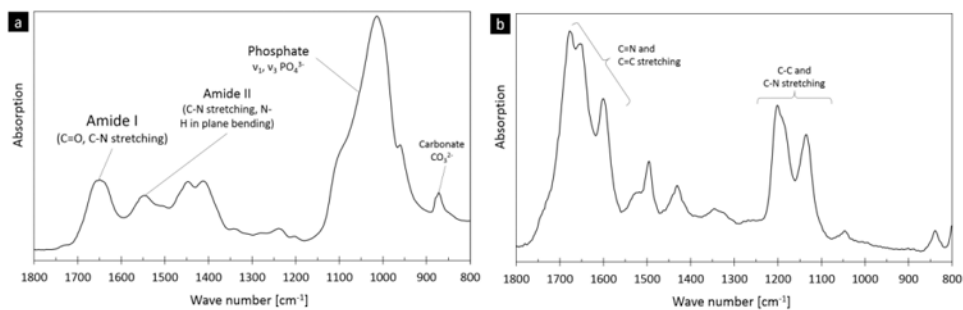 a
Phosphate
ν₁, ν₃ PO₄³⁻
Amide II
(C-N stretching, N-
H in plane bending)
Amide I
(C=O, C-N stretching)
Carbonate
CO₃²⁻
Absorption
1800 1700 1600 1500 1400 1300 1200 1100 1000 900 800
Wave number [cm⁻¹]
b
C=N and
C=C stretching
C-C and
C-N stretching
Absorption
1800 1700 1600 1500 1400 1300 1200 1100 1000 900 800
Wave number [cm⁻¹]